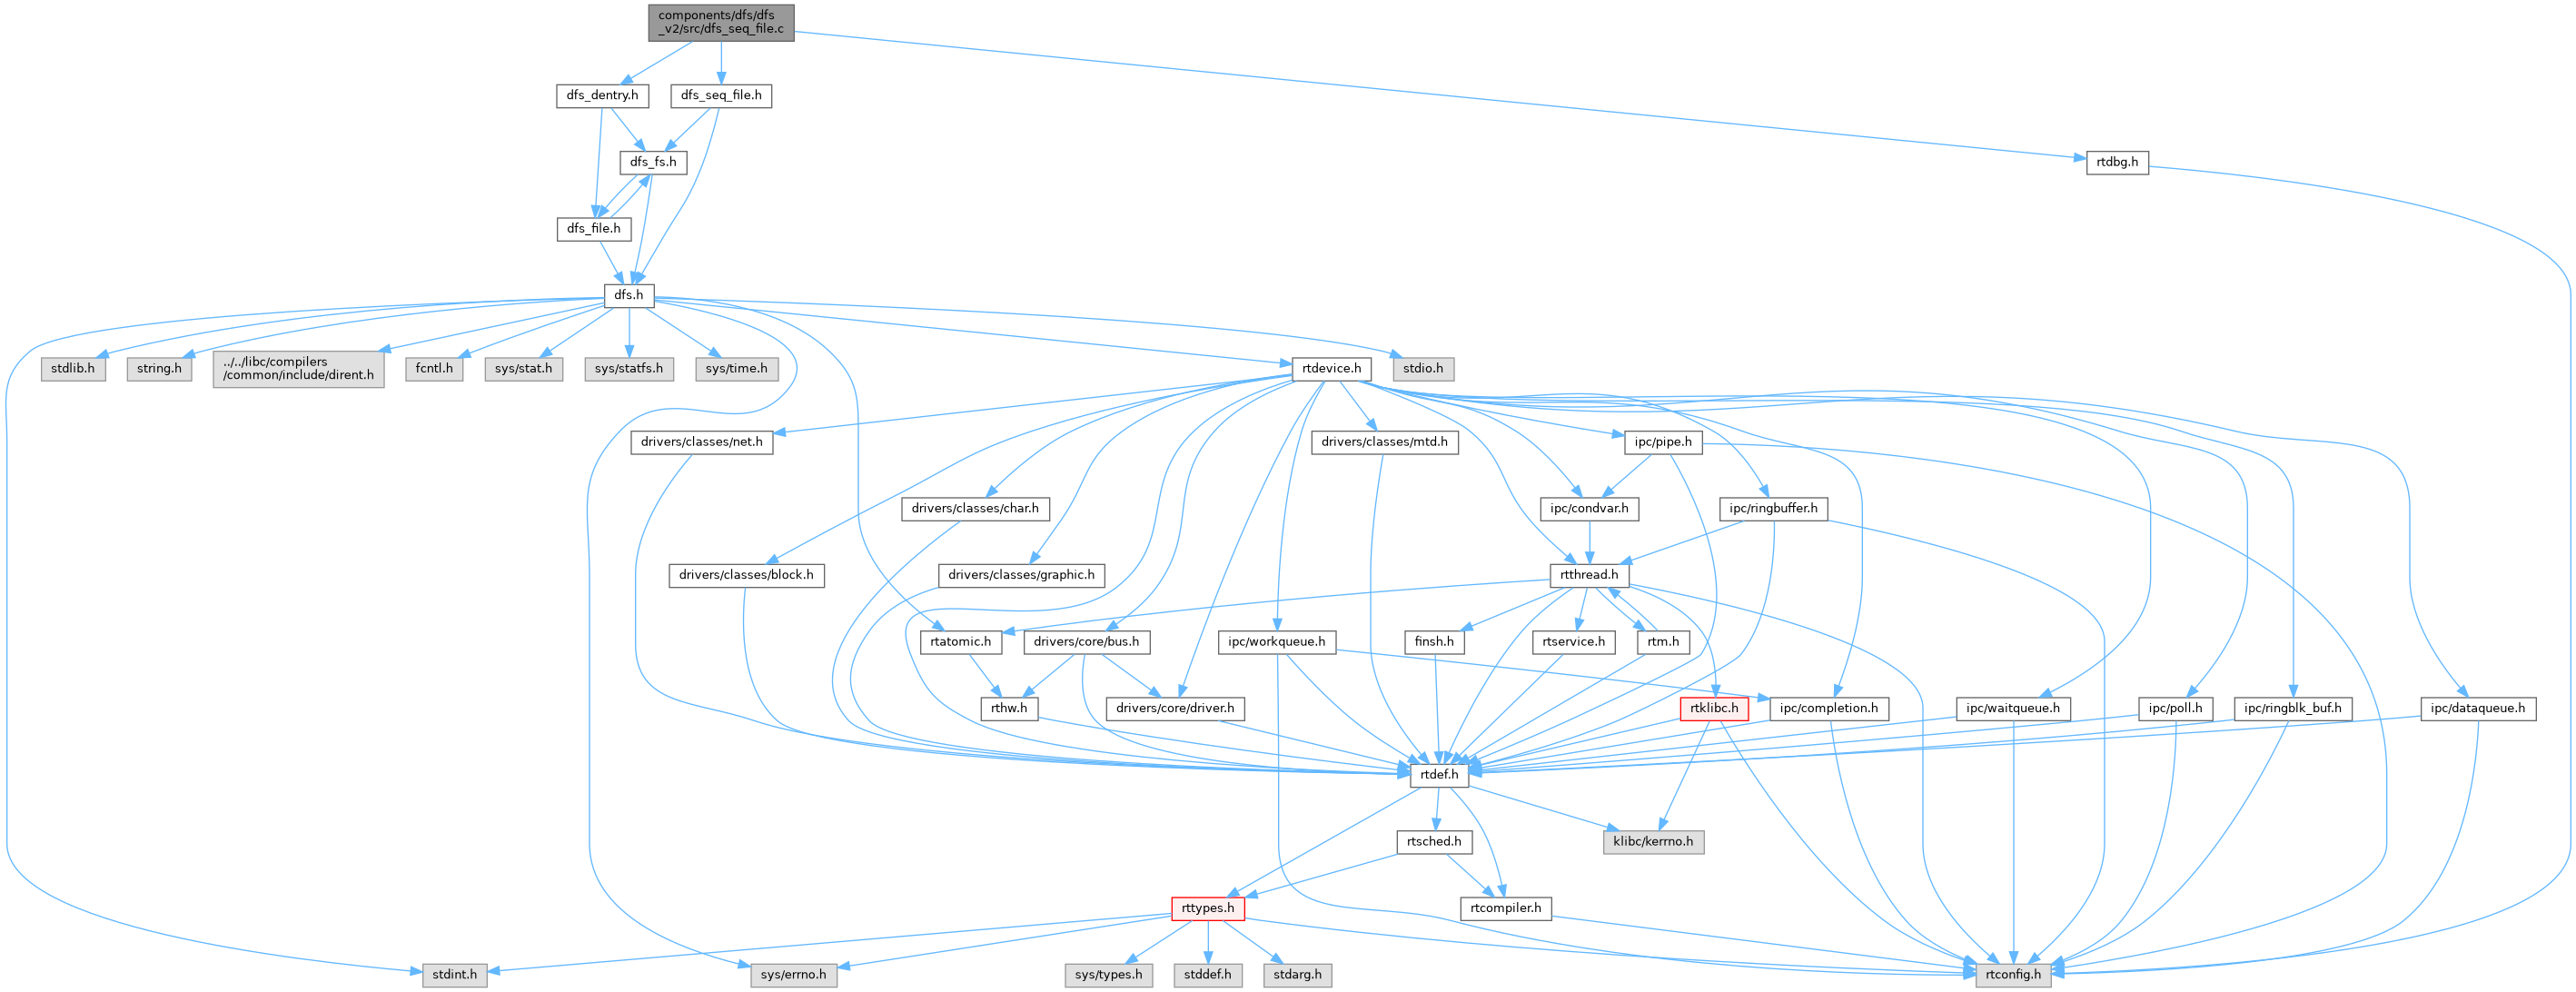 components/dfs/dfs
_v2/src/dfs_seq_file.c
dfs_dentry.h
dfs_seq_file.h
dfs_fs.h
rtdbg.h
dfs_file.h
dfs.h
stdlib.h
string.h
../../libc/compilers
/common/include/dirent.h
fcntl.h
sys/stat.h
sys/statfs.h
sys/time.h
rtdevice.h
stdio.h
drivers/classes/net.h
drivers/classes/mtd.h
ipc/pipe.h
drivers/classes/char.h
ipc/condvar.h
ipc/ringbuffer.h
drivers/classes/block.h
drivers/classes/graphic.h
rtthread.h
rtatomic.h
drivers/core/bus.h
ipc/workqueue.h
finsh.h
rtservice.h
rtm.h
rthw.h
drivers/core/driver.h
rtklibc.h
ipc/completion.h
ipc/waitqueue.h
ipc/poll.h
ipc/ringblk_buf.h
ipc/dataqueue.h
rtdef.h
rtsched.h
klibc/kerrno.h
rttypes.h
rtcompiler.h
stdint.h
sys/errno.h
sys/types.h
stddef.h
stdarg.h
rtconfig.h